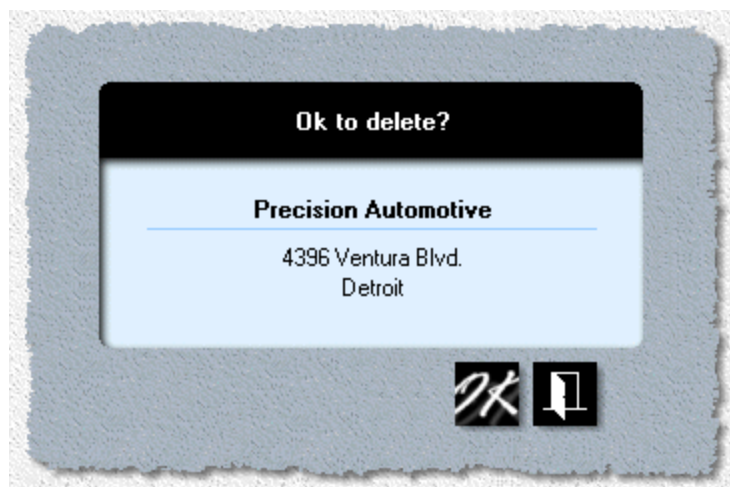 Ok to delete?
Precision Automotive
4396 Ventura Blvd.
Detroit
OK